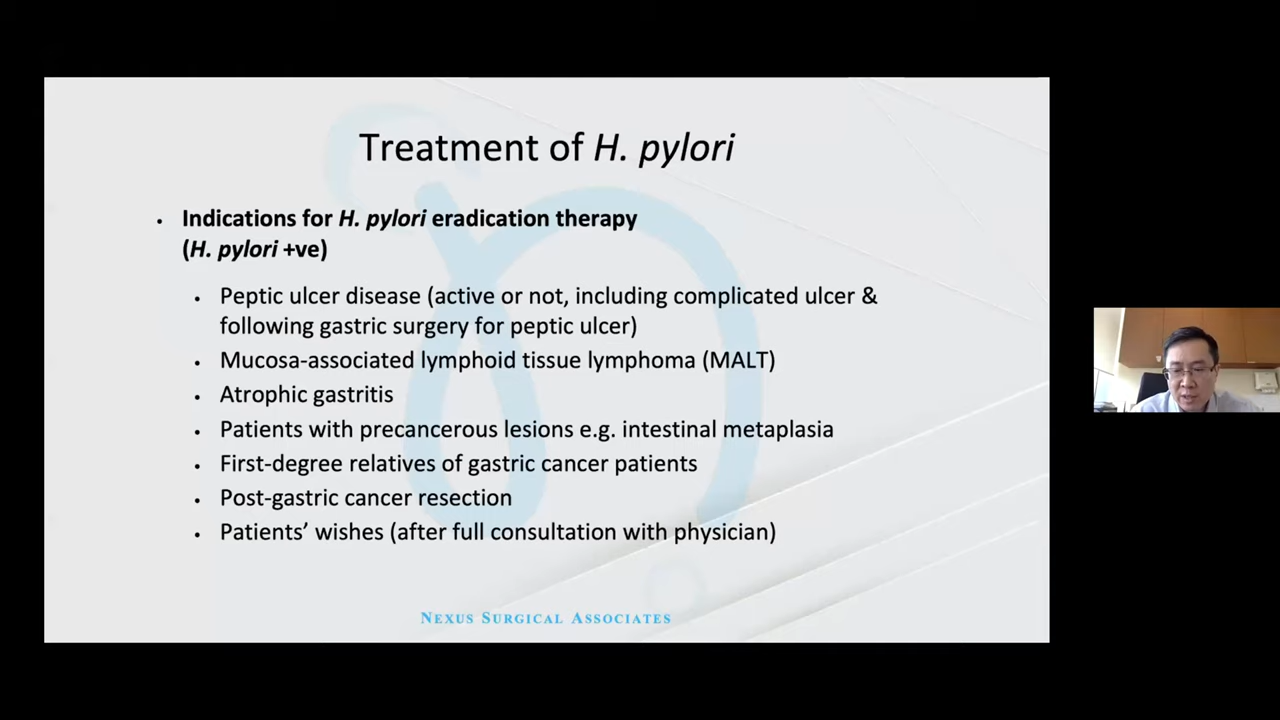 Treatment of H. pylori
• Indications for H. pylori eradication therapy
(H. pylori +ve)
• Peptic ulcer disease (active or not, including complicated ulcer &
following gastric surgery for peptic ulcer)
• Mucosa-associated lymphoid tissue lymphoma (MALT)
• Atrophic gastritis
• Patients with precancerous lesions e.g. intestinal metaplasia
• First-degree relatives of gastric cancer patients
• Post-gastric cancer resection
• Patients’ wishes (after full consultation with physician)
NEXUS SURGICAL ASSOCIATES